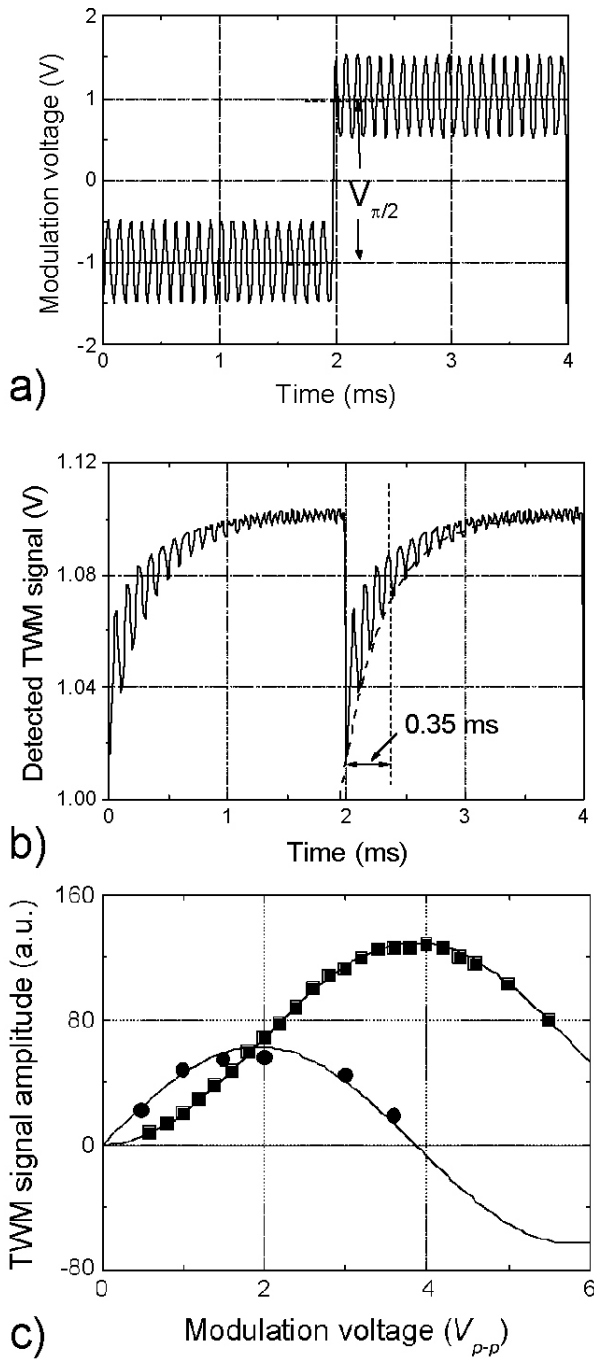 2
1
0
-1
-2
Modulation voltage (V)
Vπ/2
0 1 2 3 4
Time (ms)
a)
1.12
1.08
1.04
1.00
Detected TWM signal (V)
0.35 ms
0 1 2 3 4
Time (ms)
b)
160
80
0
-80
TWM signal amplitude (a.u.)
0 2 4 6
Modulation voltage (Vp-p)
c)